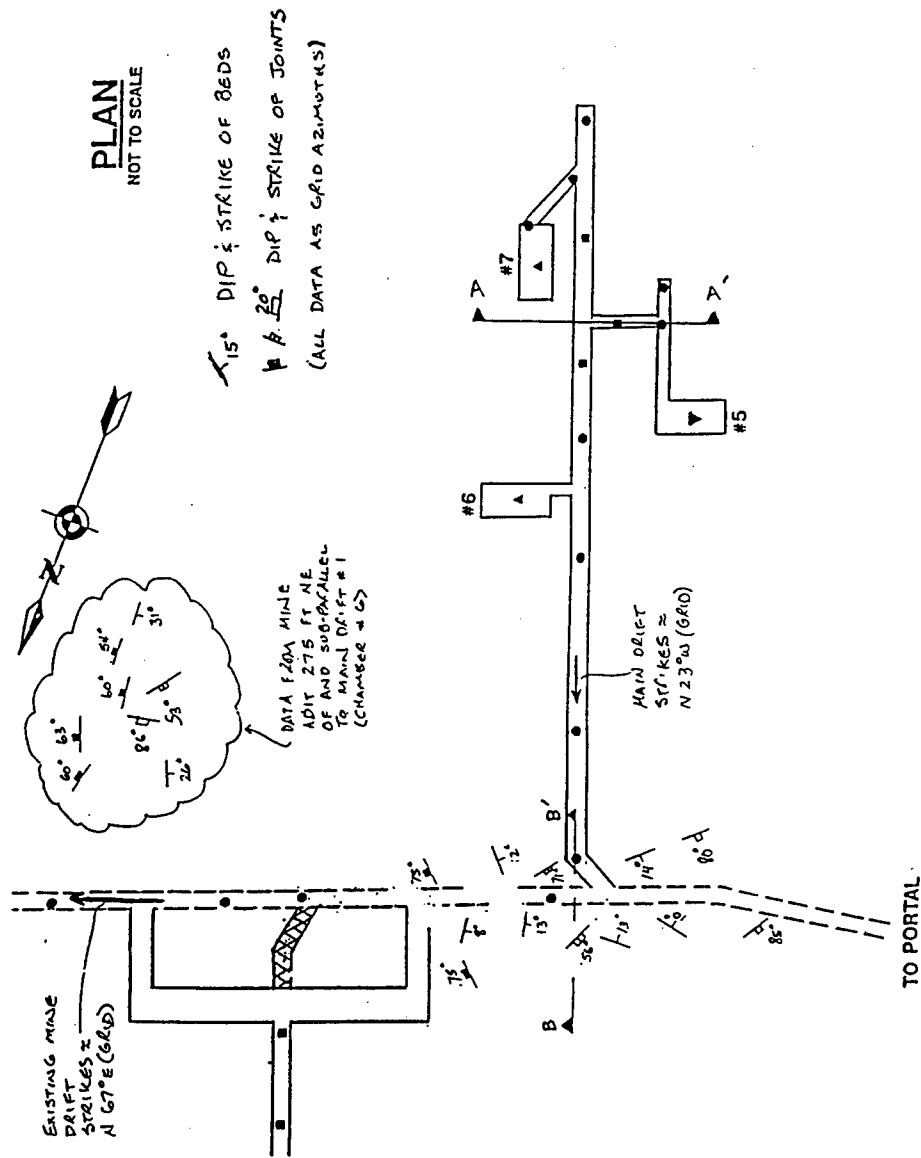 PLAN
NOT TO SCALE
15° DIP & STRIKE OF BEDS
20° DIP & STRIKE OF JOINTS
(ALL DATA AS GRID AZIMUTHS)
N
DATA FROM MINE
ADIT 275 FT NE
OF AND SUB-PARALLEL
TO MAIN DRIFT #1
(CHAMBER #6)
60°
63°
60°
54°
86°
53°
26°
31°
EXISTING MINE
DRIFT
STRIKES ≈
N 67° E (GRID)
MAIN DRIFT
STRIKES ≈
N 23° W (GRID)
#7
#6
#5
A
A'
B
B'
75°
75°
8°
12°
13°
71°
56°
13°
14°
80°
85°
TO PORTAL